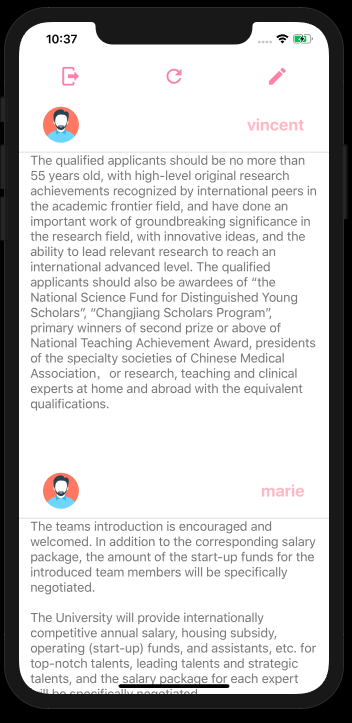 10:37
vincent
The qualified applicants should be no more than
55 years old, with high-level original research
achievements recognized by international peers in
the academic frontier field, and have done an
important work of groundbreaking significance in
the research field, with innovative ideas, and the
ability to lead relevant research to reach an
international advanced level. The qualified
applicants should also be awardees of “the
National Science Fund for Distinguished Young
Scholars”, “Changjiang Scholars Program”,
primary winners of second prize or above of
National Teaching Achievement Award, presidents
of the specialty societies of Chinese Medical
Association， or research, teaching and clinical
experts at home and abroad with the equivalent
qualifications.
marie
The teams introduction is encouraged and
welcomed. In addition to the corresponding salary
package, the amount of the start-up funds for the
introduced team members will be specifically
negotiated.
The University will provide internationally
competitive annual salary, housing subsidy,
operating (start-up) funds, and assistants, etc. for
top-notch talents, leading talents and strategic
talents, and the salary package for each expert
will be specifically negotiated.